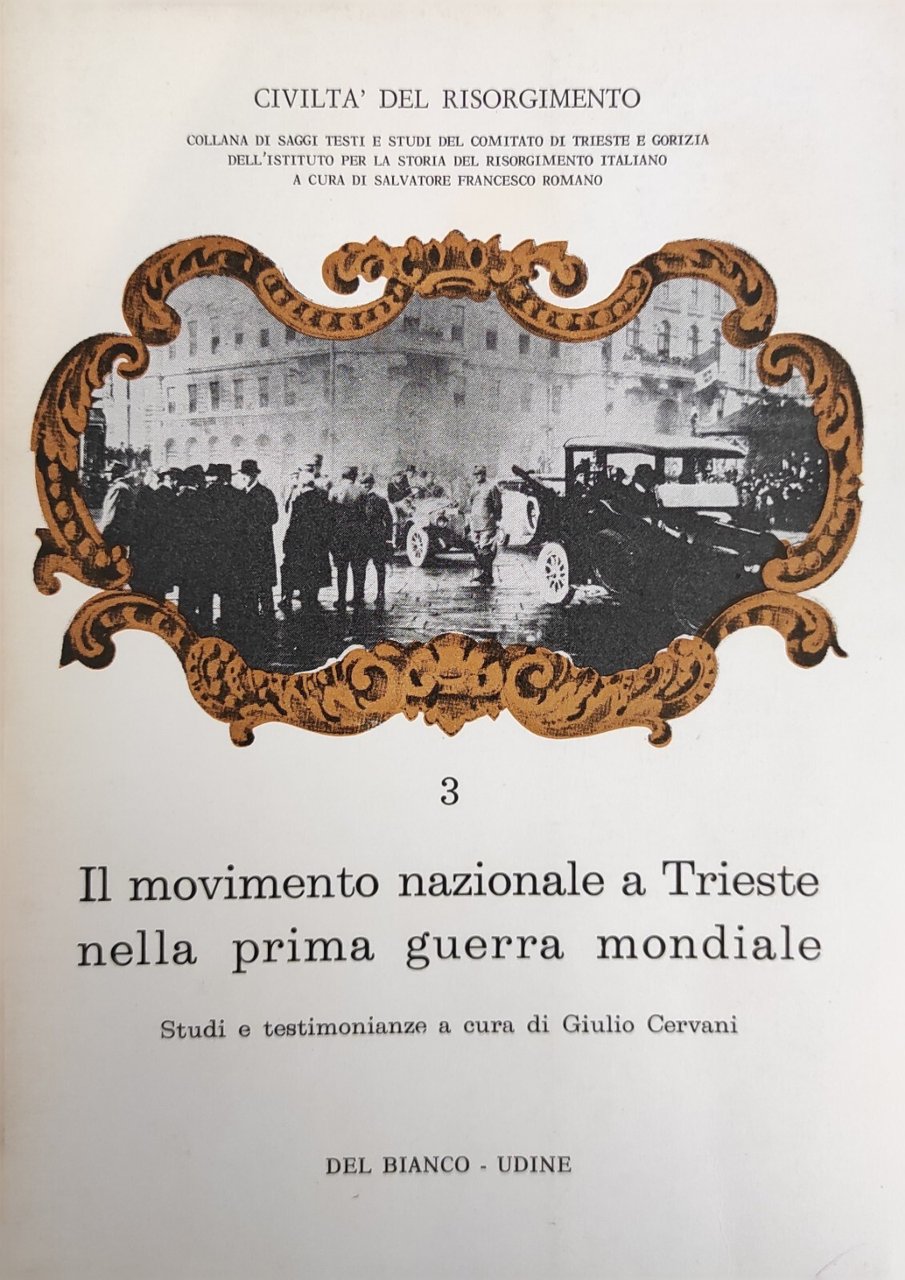 CIVILTA' DEL RISORGIMENTO
COLLANA DI SAGGI TESTI E STUDI DEL COMITATO DI TRIESTE E GORIZIA
DELL'ISTITUTO PER LA STORIA DEL RISORGIMENTO ITALIANO
A CURA DI SALVATORE FRANCESCO ROMANO
3
Il movimento nazionale a Trieste
nella prima guerra mondiale
Studi e testimonianze a cura di Giulio Cervani
DEL BIANCO - UDINE